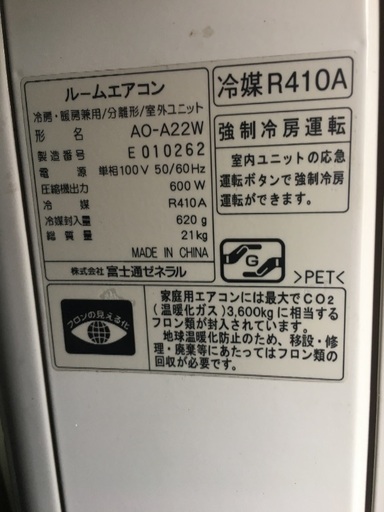 ルームエアコン
冷房・暖房兼用/分離形/室外ユニット
形名 AO-A22W
製造番号 E010262
電源 単相100V 50/60Hz
圧縮機出力 600W
冷媒 R410A
冷媒封入量 620g
総質量 21kg
MADE IN CHINA
株式会社 富士通ゼネラル
冷媒R410A
強制冷房運転
室内ユニットの応急
運転ボタンで強制冷房
運転ができます。
G
>PET<
フロンの見える化
家庭用エアコンには最大でCO2
(温暖化ガス)3,600kgに相当する
フロン類が封入されています。
地球温暖化防止のため、移設・修
理・廃棄等にあたってはフロン類の
回収が必要です。